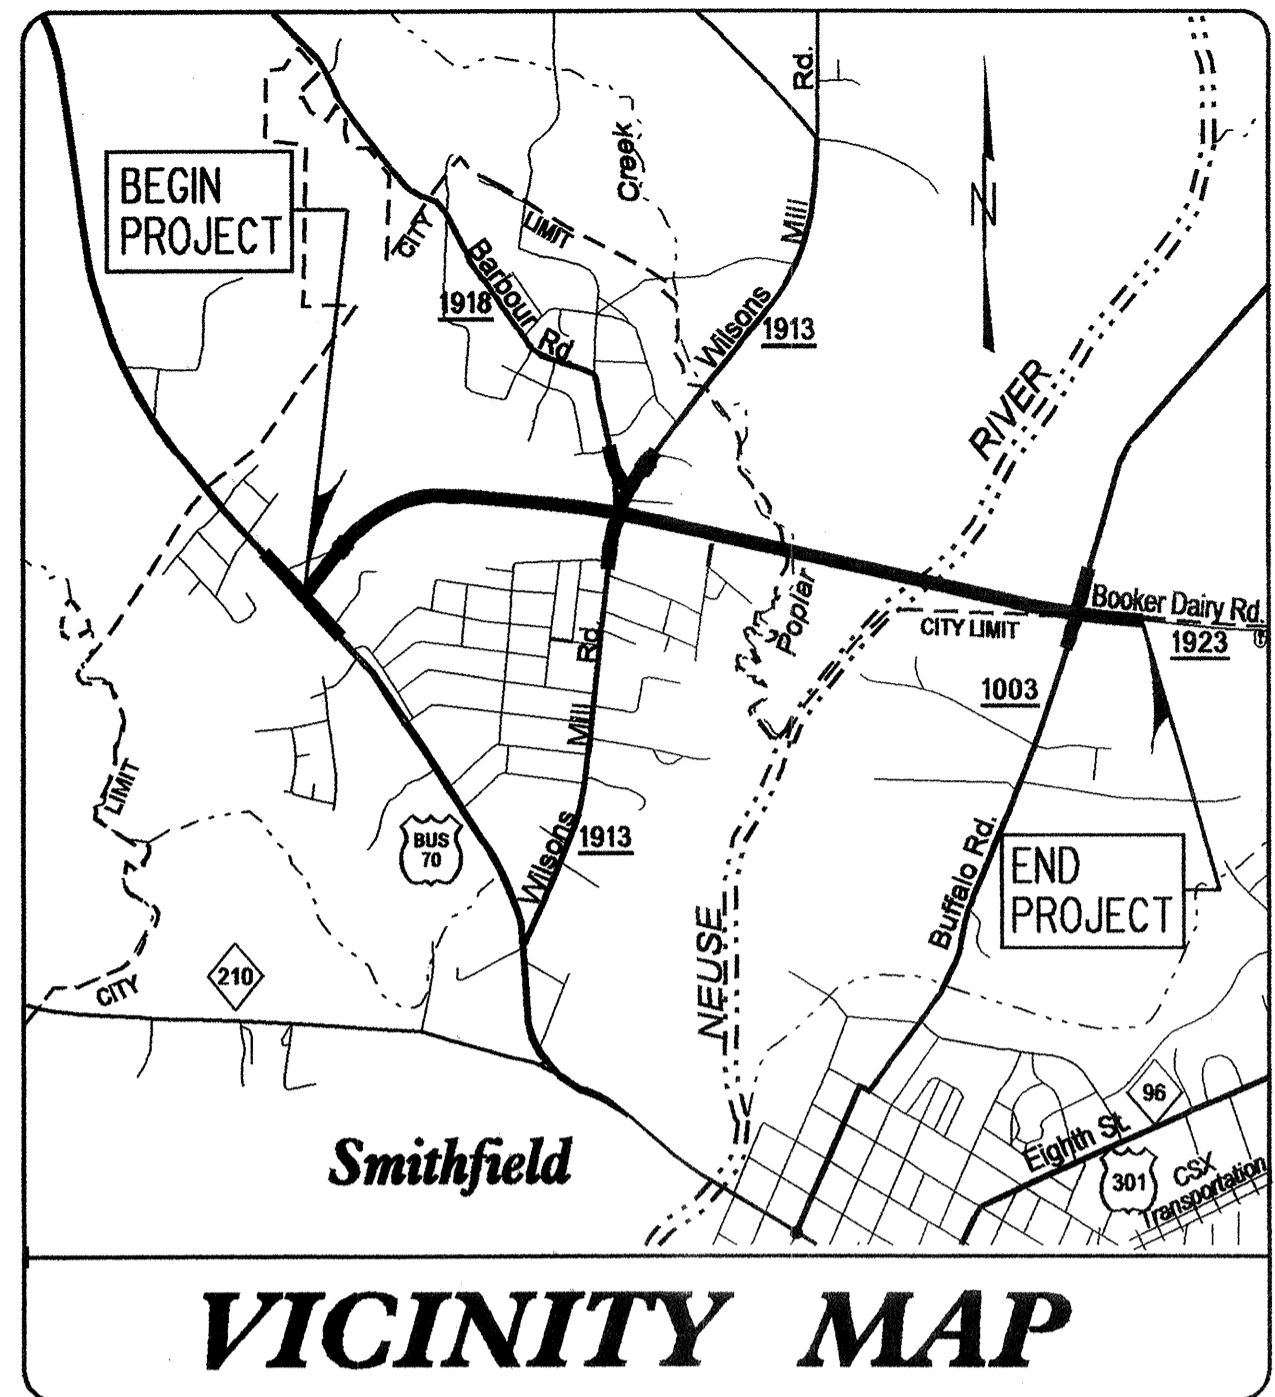 Rd.
BEGIN
PROJECT
Creek
CITY
LIMIT
Mill
N
Barbour
1918
Rd.
Wilsons
1913
RIVER
Booker Dairy Rd.
CITY LIMIT
1923
Poplar
Rd.
1003
Mill
LIMIT
BUS
70
Wilsons
1913
Buffalo Rd.
END
PROJECT
NEUSE
CITY
210
96
Eighth St.
301
CSX
Transportation
Smithfield
VICINITY MAP